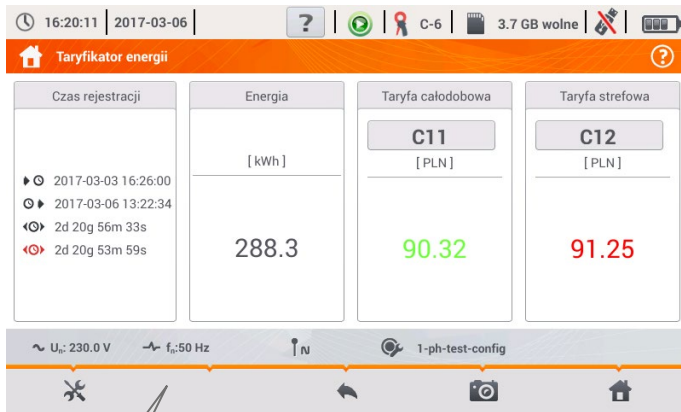 16:20:11 2017-03-06 ? C-6 3.7 GB wolne
Taryfikator energii ?
Czas rejestracji
2017-03-03 16:26:00
2017-03-06 13:22:34
2d 20g 56m 33s
2d 20g 53m 59s
Energia
[ kWh ]
288.3
Taryfa całodobowa
C11
[ PLN ]
90.32
Taryfa strefowa
C12
[ PLN ]
91.25
Uₙ: 230.0 V fₙ:50 Hz N 1-ph-test-config